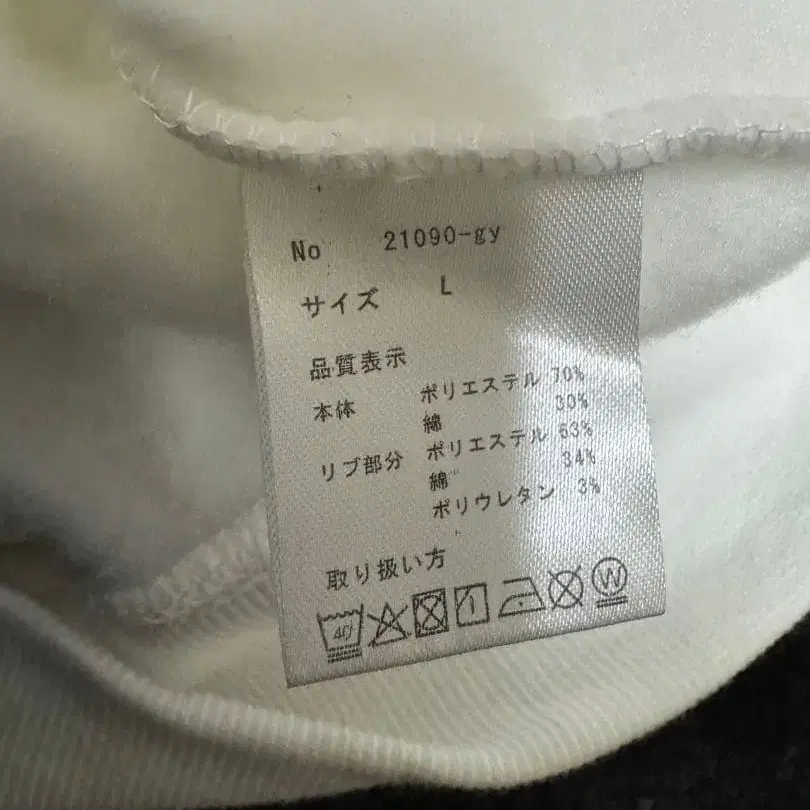 No 21090-gy
サイズ L
品質表示
本体 ポリエステル 70%
綿 30%
リブ部分 ポリエステル 63%
綿 34%
ポリウレタン 3%
取り扱い方
40 W